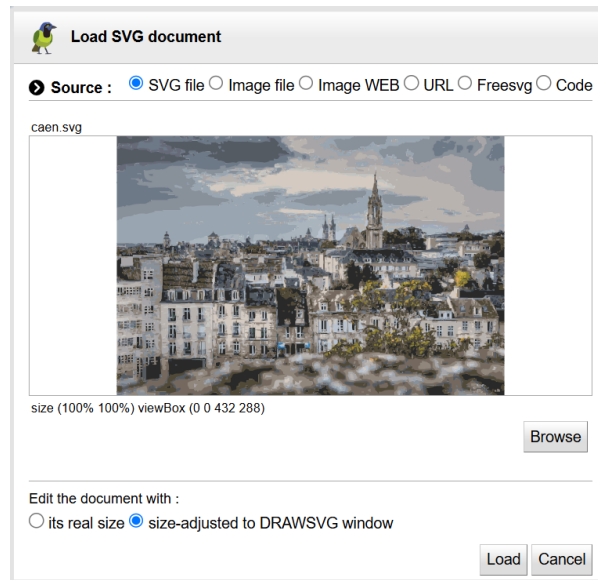 Load SVG document
Source : SVG file Image file Image WEB URL Freesvg Code
caen.svg
size (100% 100%) viewBox (0 0 432 288)
Browse
Edit the document with :
its real size size-adjusted to DRAWSVG window
Load Cancel